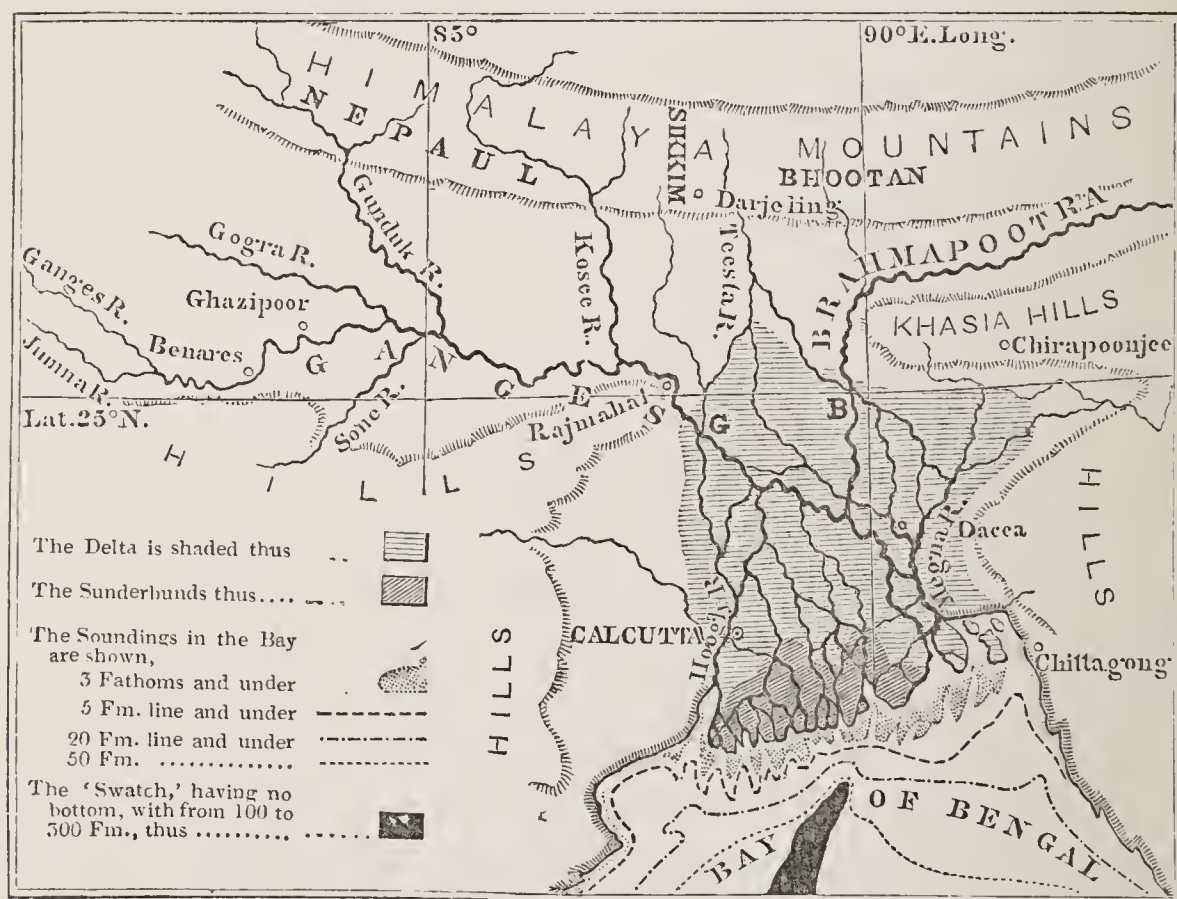 85°
90°E.Long.
HIMALAYA MOUNTAINS
NEPAUL
SIKKIM
BHOOTAN
Darjeling
BRAHMAPOOTRA
Gunduk R.
Gogra R.
Kosee R.
Teesta R.
Ganges R.
Ghazipoor
KHASIA HILLS
Chirapoonjee
Benares
GANGES
Jumna R.
Lat.25°N.
Sone R.
Rajmahal
G
B
HILLS
HILLS
Dacca
Megna R.
The Delta is shaded thus
The Sunderbunds thus....
Hoogly R.
CALCUTTA
Chittagong
HILLS
The Soundings in the Bay
are shown,
3 Fathoms and under
5 Fm. line and under
20 Fm. line and under
50 Fm. ..............
The 'Swatch,' having no
bottom, with from 100 to
300 Fm., thus ..........
BAY OF BENGAL